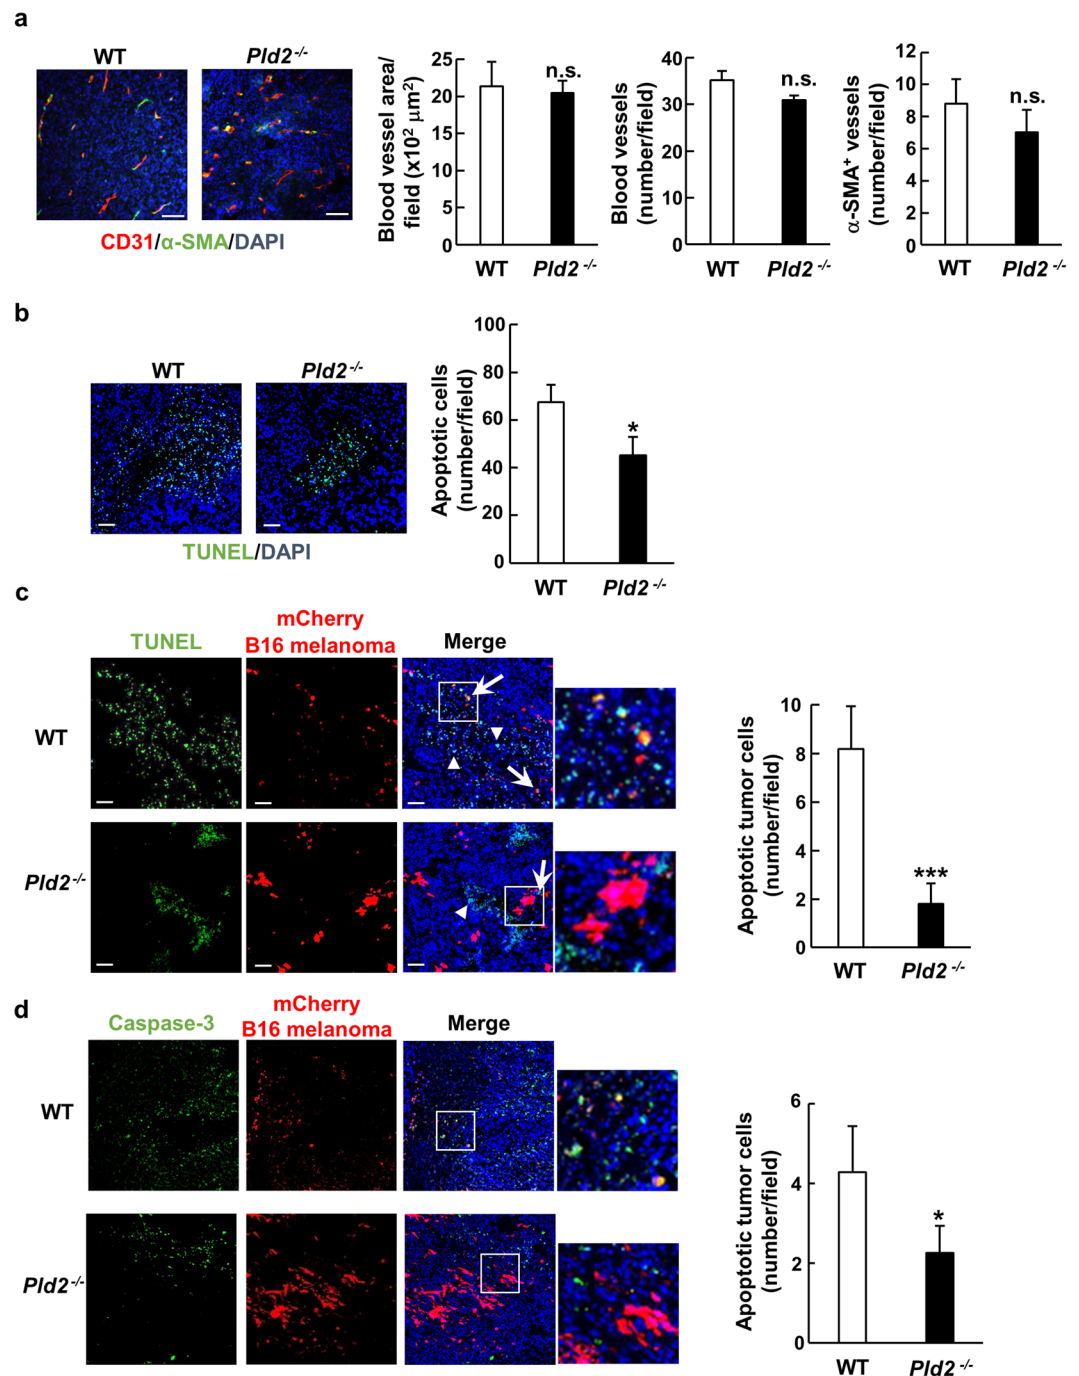 a
WT
Pld2 -/-
CD31/α-SMA/DAPI
Blood vessel area/
field (x10² µm²)
25
20
15
10
5
0
n.s.
WT
Pld2 -/-
Blood vessels
(number/field)
40
30
20
10
0
n.s.
WT
Pld2 -/-
α-SMA⁺ vessels
(number/field)
12
10
8
6
4
2
0
n.s.
WT
Pld2 -/-
b
WT
Pld2 -/-
TUNEL/DAPI
Apoptotic cells
(number/field)
100
80
60
40
20
0
*
WT
Pld2 -/-
c
TUNEL
mCherry
B16 melanoma
Merge
WT
Pld2 -/-
Apoptotic tumor cells
(number/field)
10
8
6
4
2
0
***
WT
Pld2 -/-
d
Caspase-3
mCherry
B16 melanoma
Merge
WT
Pld2 -/-
Apoptotic tumor cells
(number/field)
6
4
2
0
*
WT
Pld2 -/-